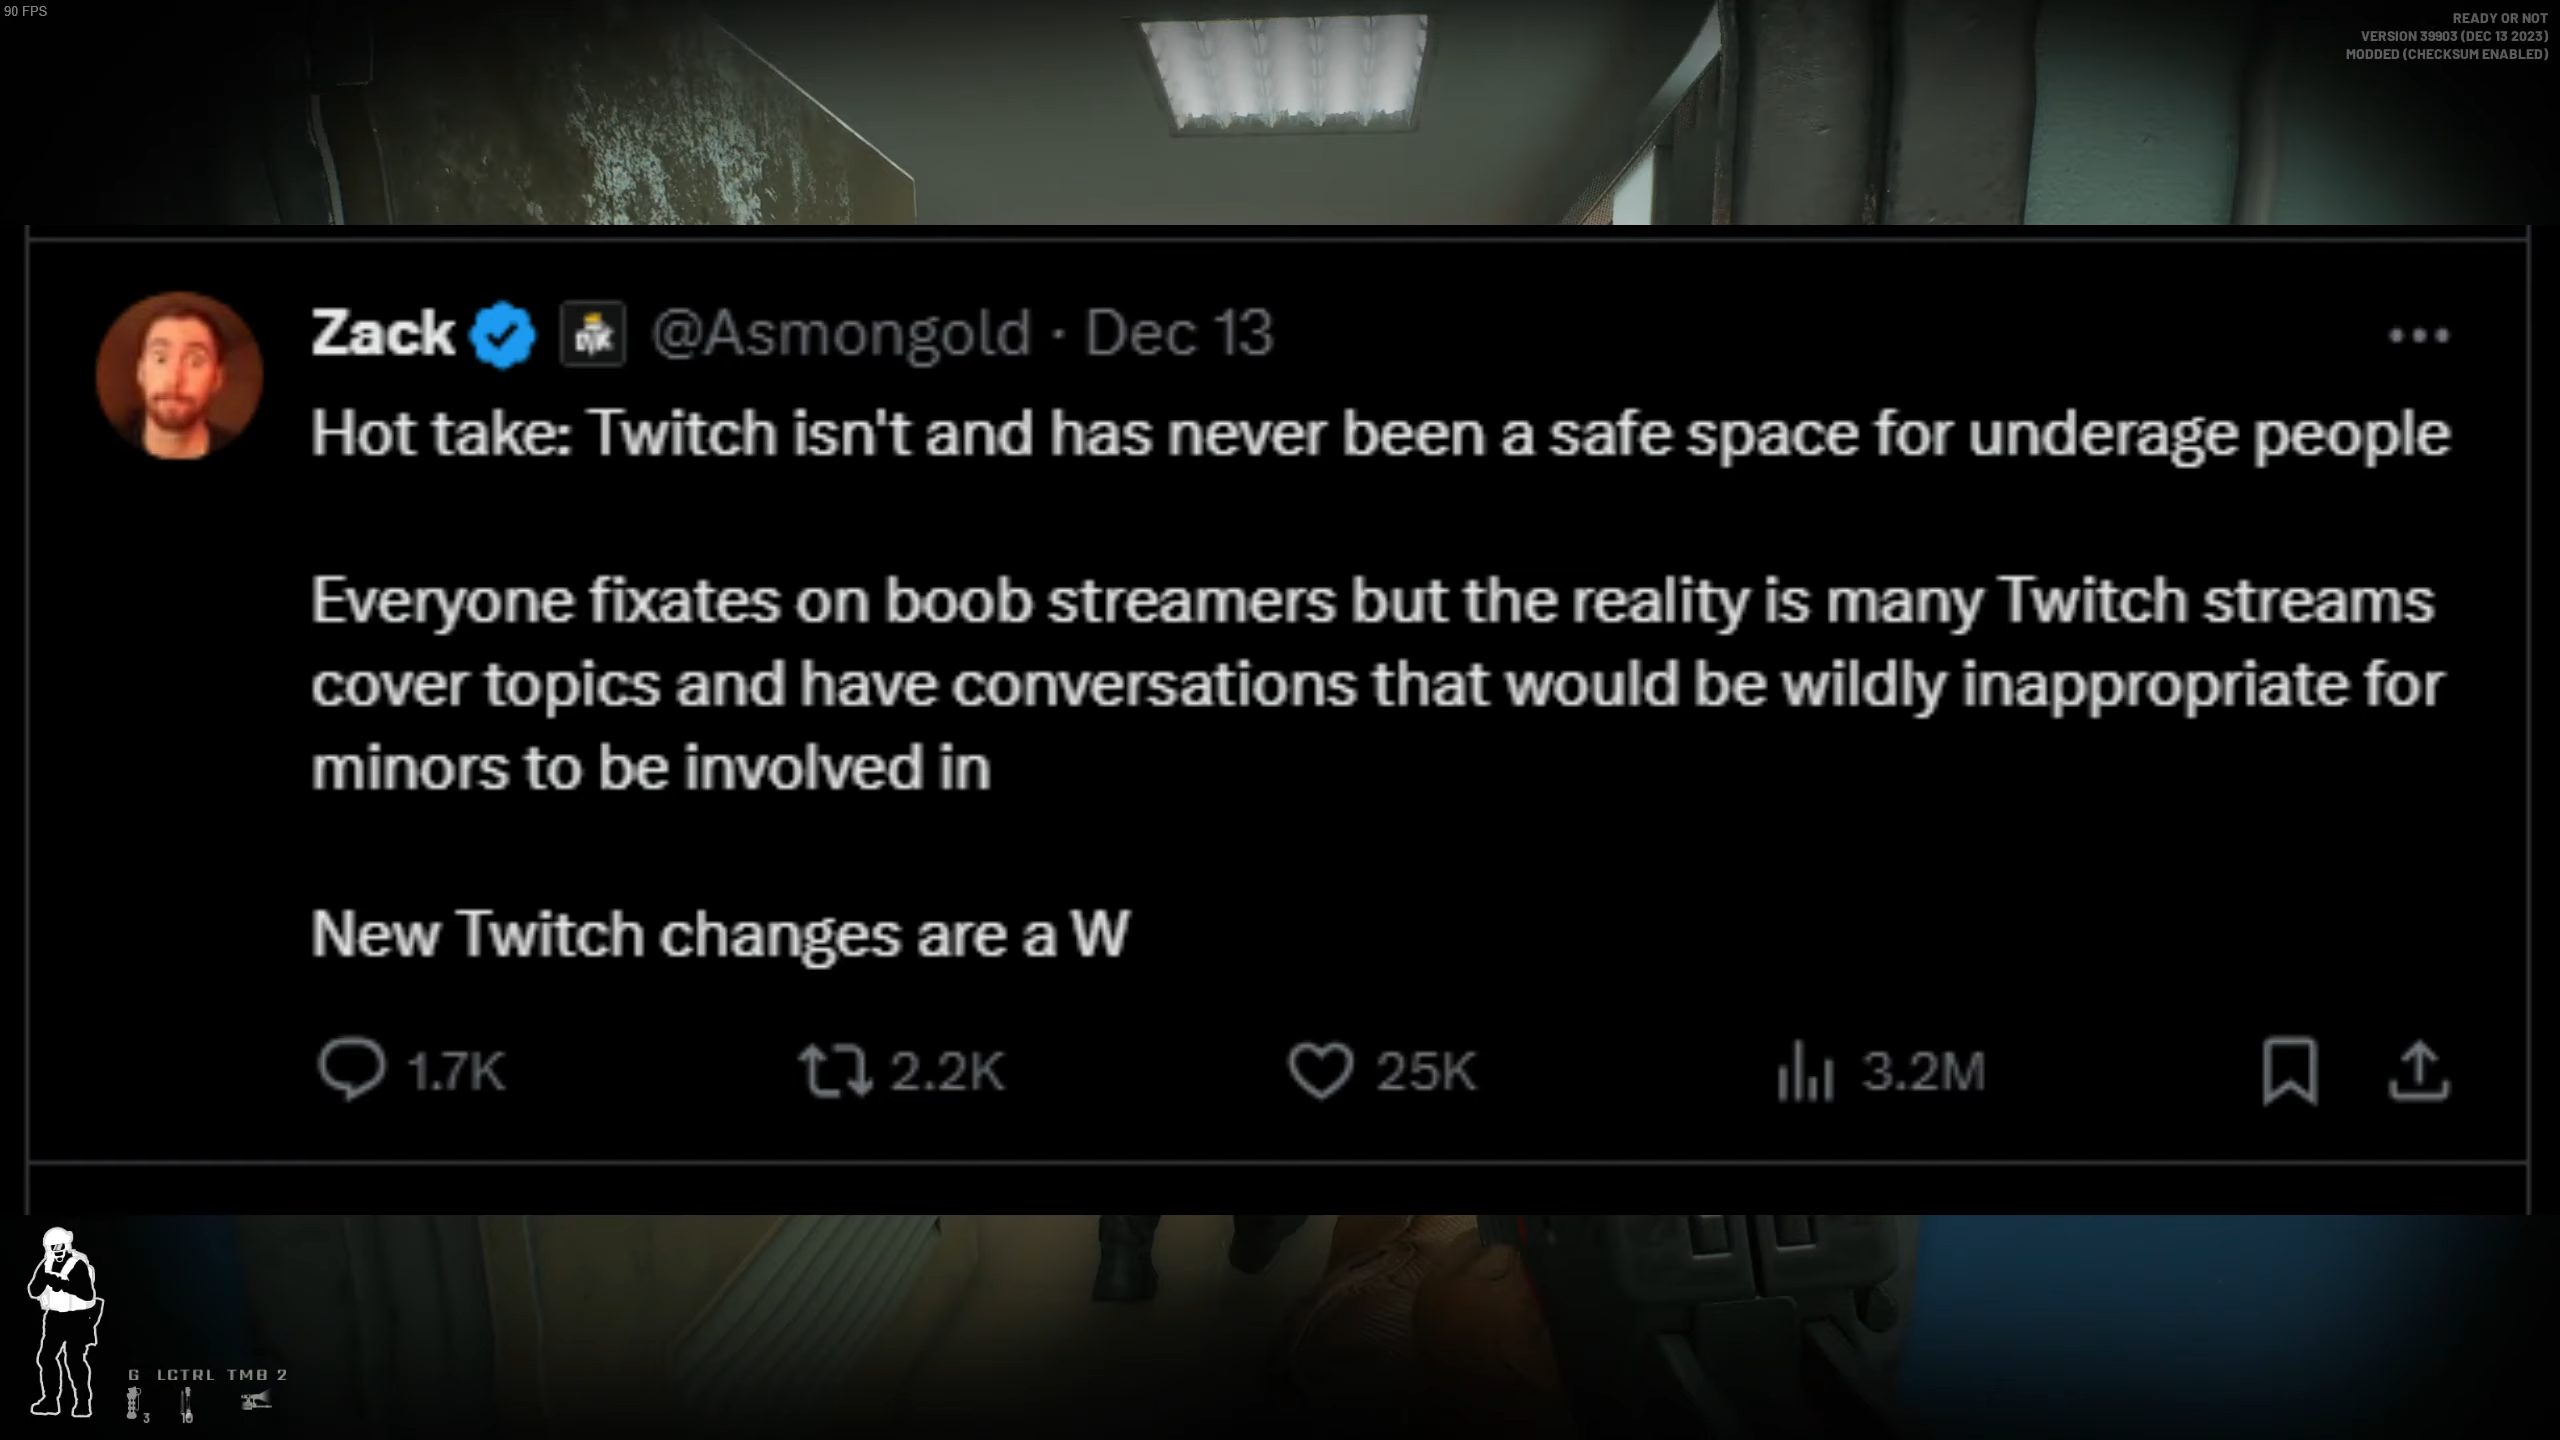 90 FPS
READY OR NOT
VERSION 39903 (DEC 13 2023)
MODDED (CHECKSUM ENABLED)
Zack @Asmongold · Dec 13
Hot take: Twitch isn't and has never been a safe space for underage people
Everyone fixates on boob streamers but the reality is many Twitch streams
cover topics and have conversations that would be wildly inappropriate for
minors to be involved in
New Twitch changes are a W
1.7K 2.2K 25K 3.2M
G LCTRL TMB 2
3 10